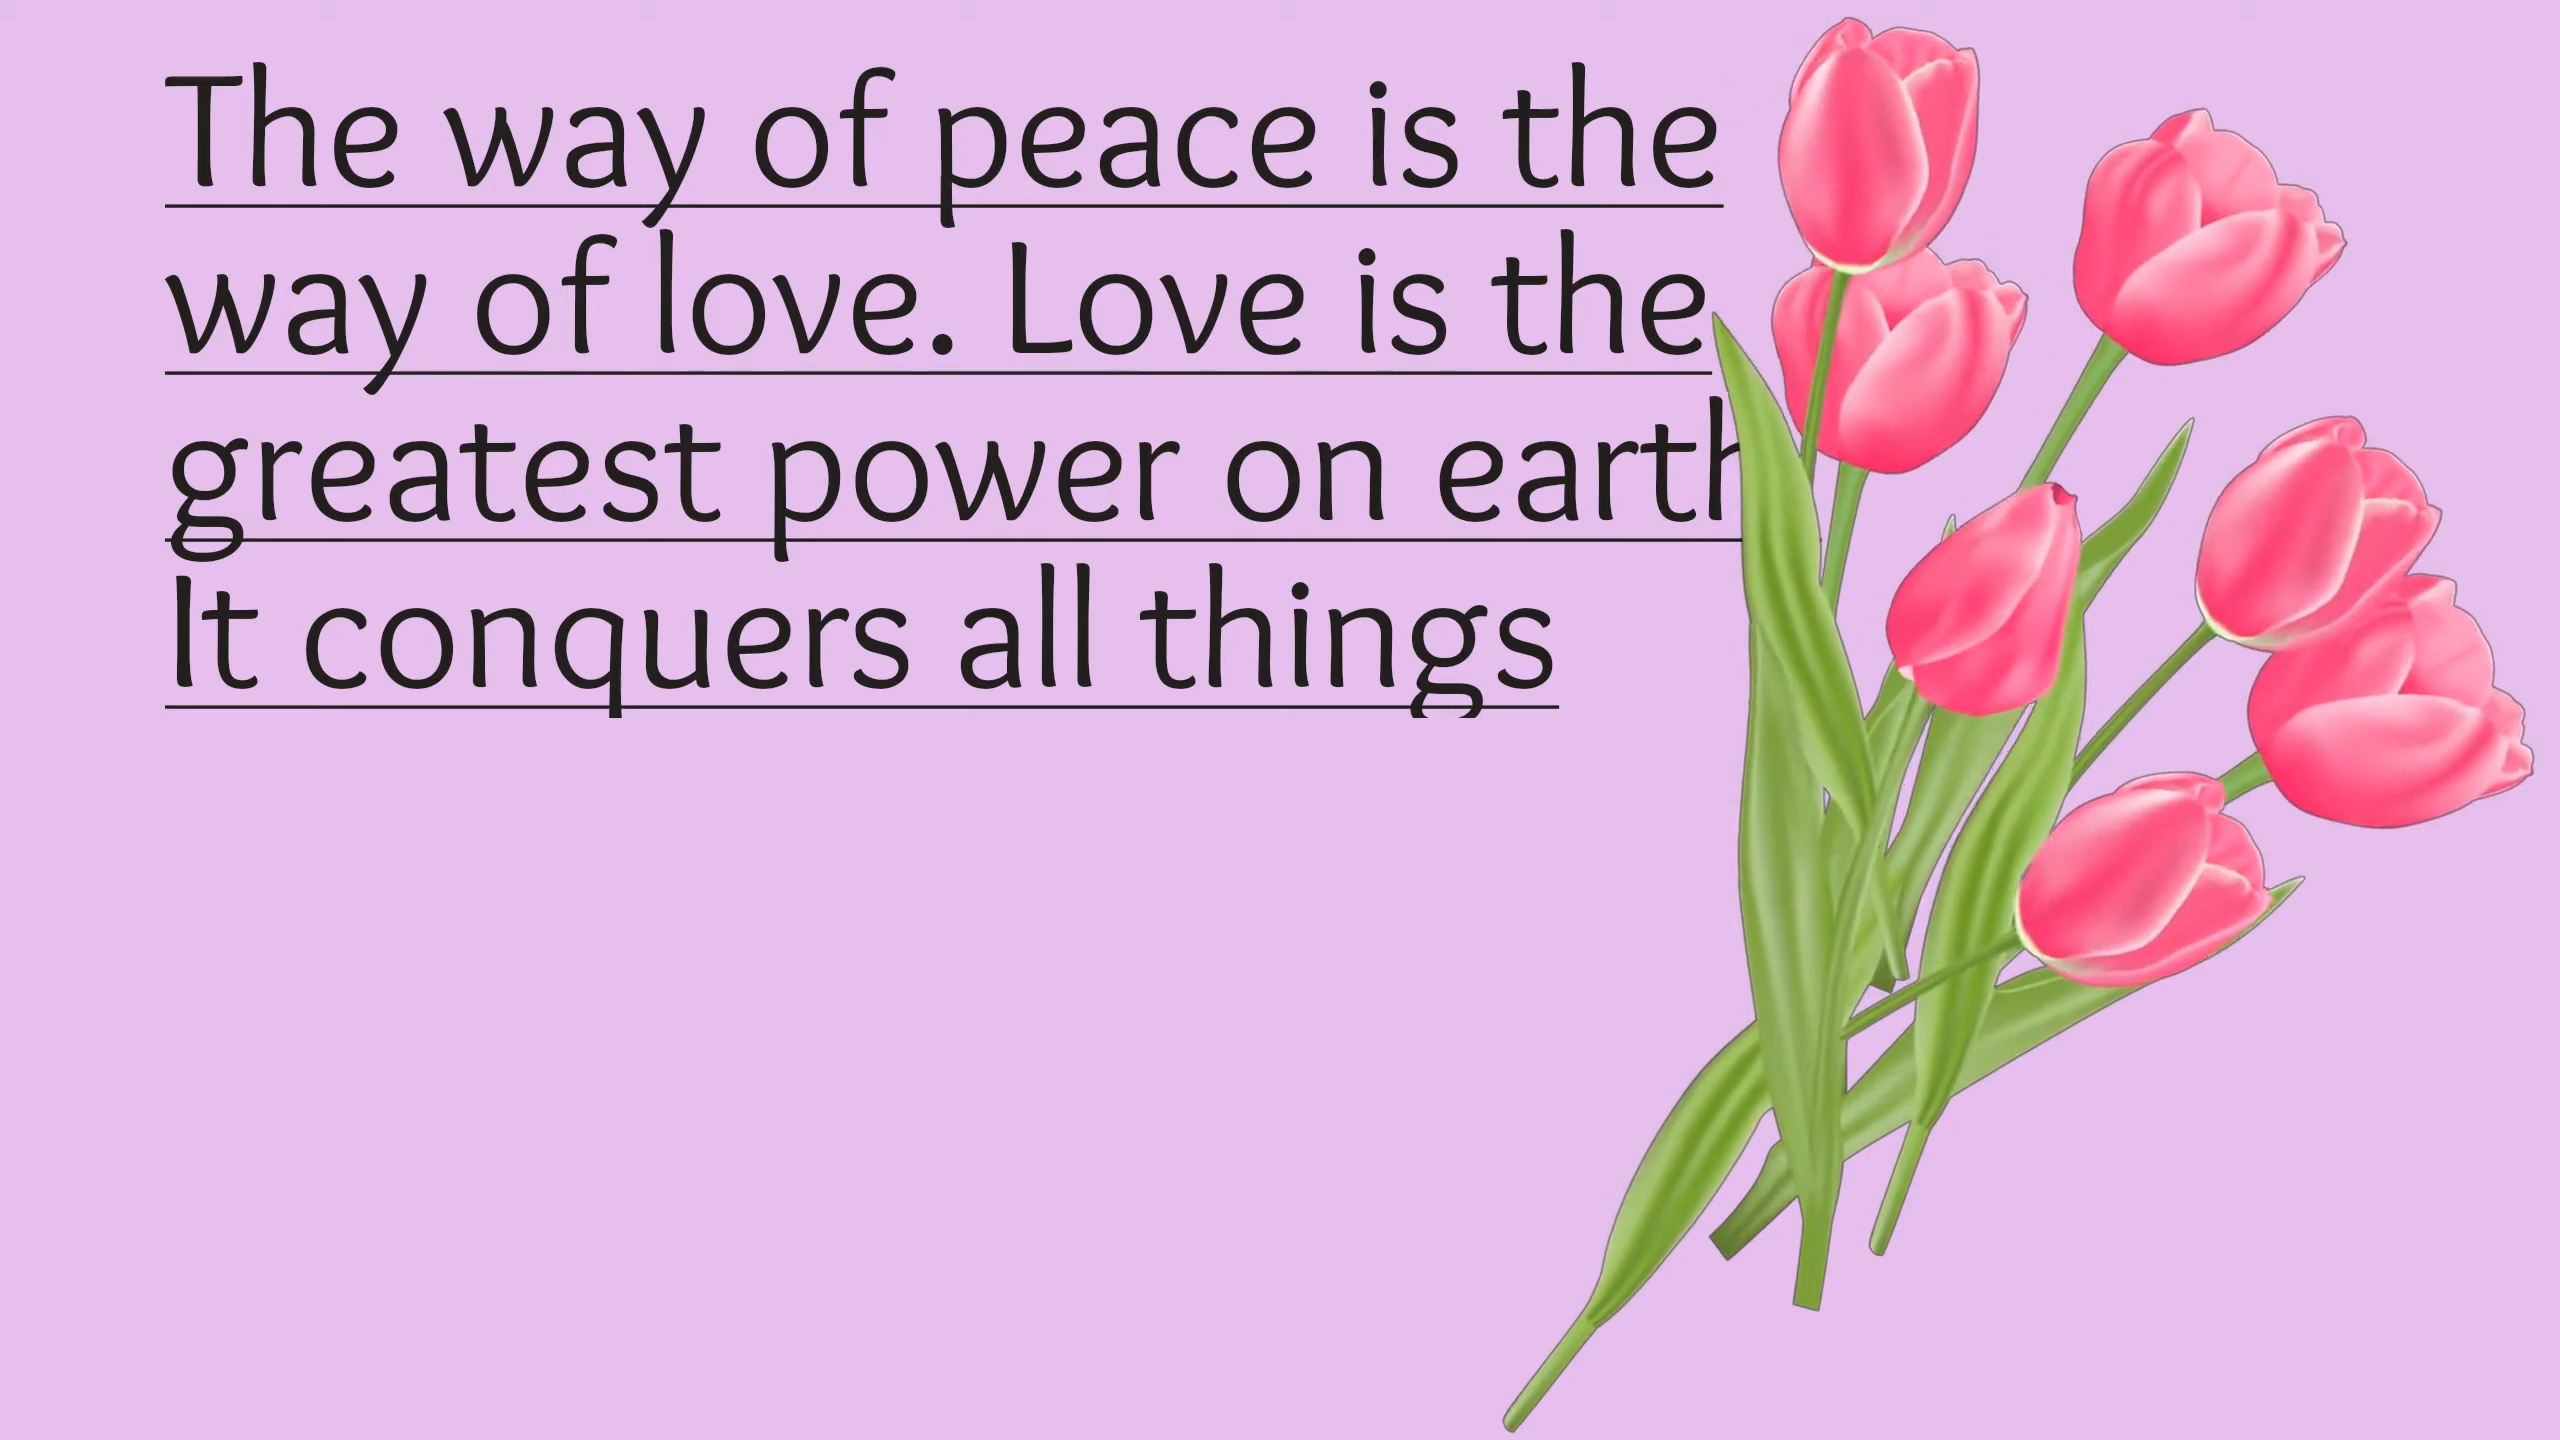 The way of peace is the
way of love. Love is the
greatest power on earth
It conquers all things